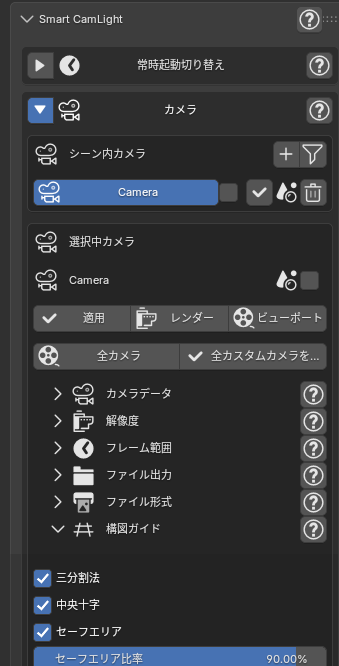 Smart CamLight
常時起動切り替え
カメラ
シーン内カメラ
Camera
選択中カメラ
Camera
適用 レンダー ビューポート
全カメラ 全カスタムカメラを...
カメラデータ
解像度
フレーム範囲
ファイル出力
ファイル形式
構図ガイド
三分割法
中央十字
セーフエリア
セーフエリア比率 90.00%